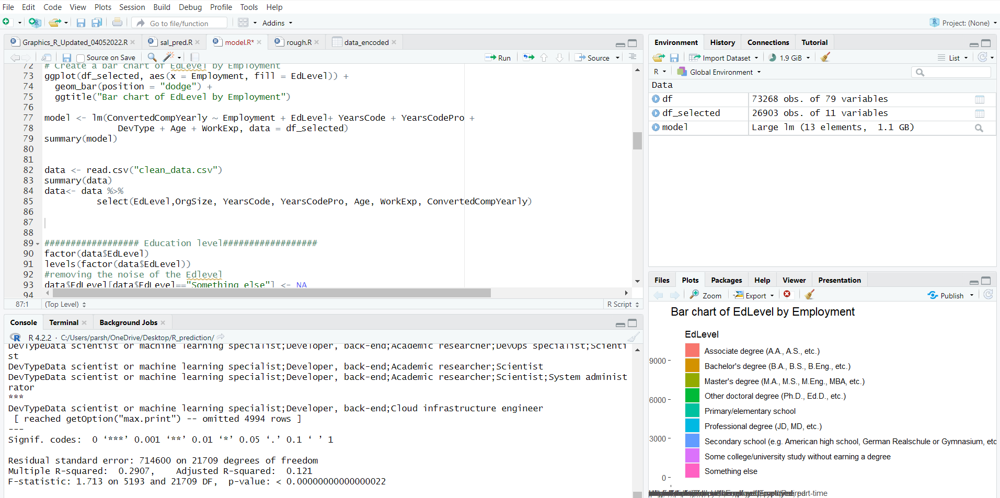 File Edit Code View Plots Session Build Debug Profile Tools Help
Go to file/function
Addins
Project: (None)
Graphics_R_Updated_04052022.R
sal_pred.R
model.R*
rough.R
data_encoded
Source on Save
Run
Source
72 # Create a bar chart of EdLevel by Employment
73 ggplot(df_selected, aes(x = Employment, fill = EdLevel)) +
74   geom_bar(position = "dodge") +
75   ggtitle("Bar chart of EdLevel by Employment")
76
77 model <- lm(ConvertedCompYearly ~ Employment + EdLevel+ YearsCode + YearsCodePro +
78               DevType + Age + WorkExp, data = df_selected)
79 summary(model)
80
81
82 data <- read.csv("clean_data.csv")
83 summary(data)
84 data<- data %>%
85           select(EdLevel,OrgSize, YearsCode, YearsCodePro, Age, WorkExp, ConvertedCompYearly)
86
87
88
89 ################## Education level##################
90 factor(data$EdLevel)
91 levels(factor(data$EdLevel))
92 #removing the noise of the Edlevel
93 data$EdLevel[data$EdLevel=="Something else"] <- NA
94
87:1 (Top Level) R Script
Console Terminal Background Jobs
R 4.2.2 · C:/Users/parsh/OneDrive/Desktop/R_prediction/
DevTypeData scientist or machine learning specialist;Developer, back-end;Academic researcher;DevOps specialist;Scienti
st
DevTypeData scientist or machine learning specialist;Developer, back-end;Academic researcher;Scientist
DevTypeData scientist or machine learning specialist;Developer, back-end;Academic researcher;Scientist;System administ
rator
***
DevTypeData scientist or machine learning specialist;Developer, back-end;Cloud infrastructure engineer
 [ reached getOption("max.print") -- omitted 4994 rows ]
---
Signif. codes:  0 ‘***’ 0.001 ‘**’ 0.01 ‘*’ 0.05 ‘.’ 0.1 ‘ ’ 1

Residual standard error: 714600 on 21709 degrees of freedom
Multiple R-squared:  0.2907,    Adjusted R-squared:  0.121
F-statistic: 1.713 on 5193 and 21709 DF,  p-value: < 0.00000000000000022
Environment History Connections Tutorial
Import Dataset 1.9 GiB List
R Global Environment
Data
df 73268 obs. of 79 variables
df_selected 26903 obs. of 11 variables
model Large lm (13 elements,  1.1 GB)
Files Plots Packages Help Viewer Presentation
Zoom Export Publish
Bar chart of EdLevel by Employment
EdLevel
Associate degree (A.A., A.S., etc.)
9000
Bachelor's degree (B.A., B.S., B.Eng., etc.)
Master's degree (M.A., M.S., M.Eng., MBA, etc.)
6000
Other doctoral degree (Ph.D., Ed.D., etc.)
Primary/elementary school
Professional degree (JD, MD, etc.)
3000
Secondary school (e.g. American high school, German Realschule or Gymnasium, etc
Some college/university study without earning a degree
Something else
0
part-time